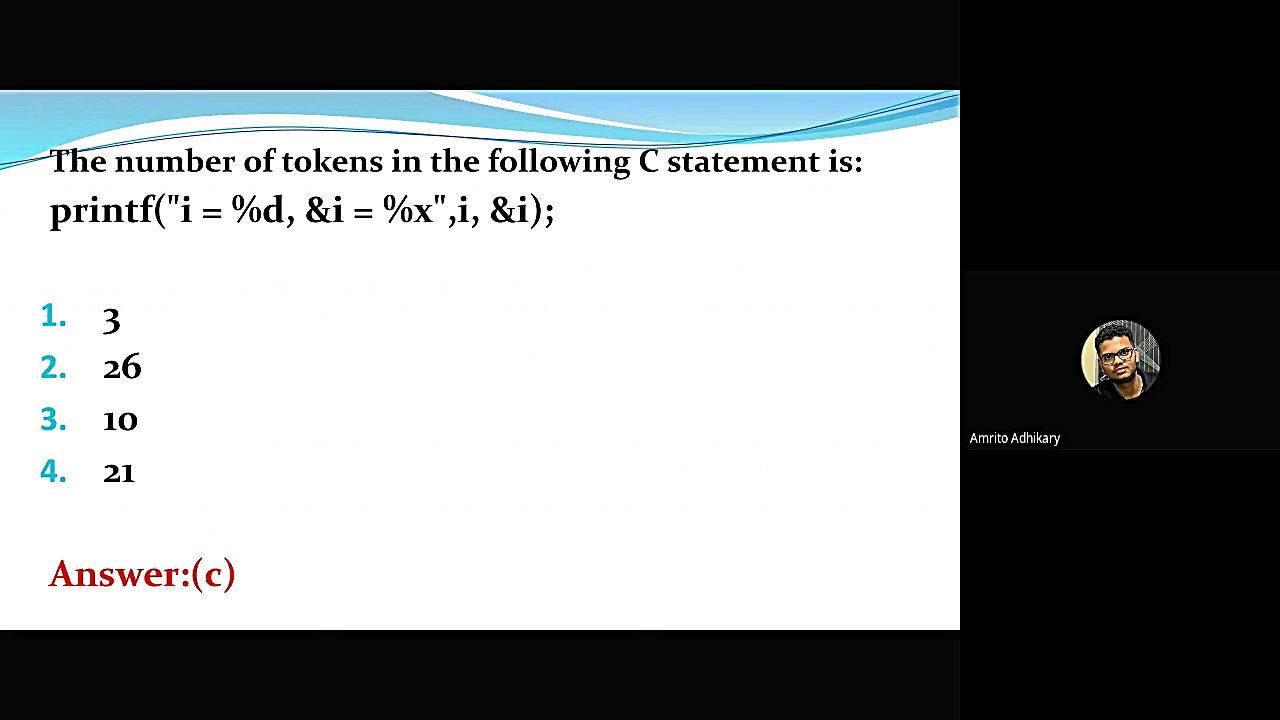 The number of tokens in the following C statement is:
printf("i = %d, &i = %x",i, &i);
1. 3
2. 26
3. 10
4. 21
Answer:(c)
Amrito Adhikary